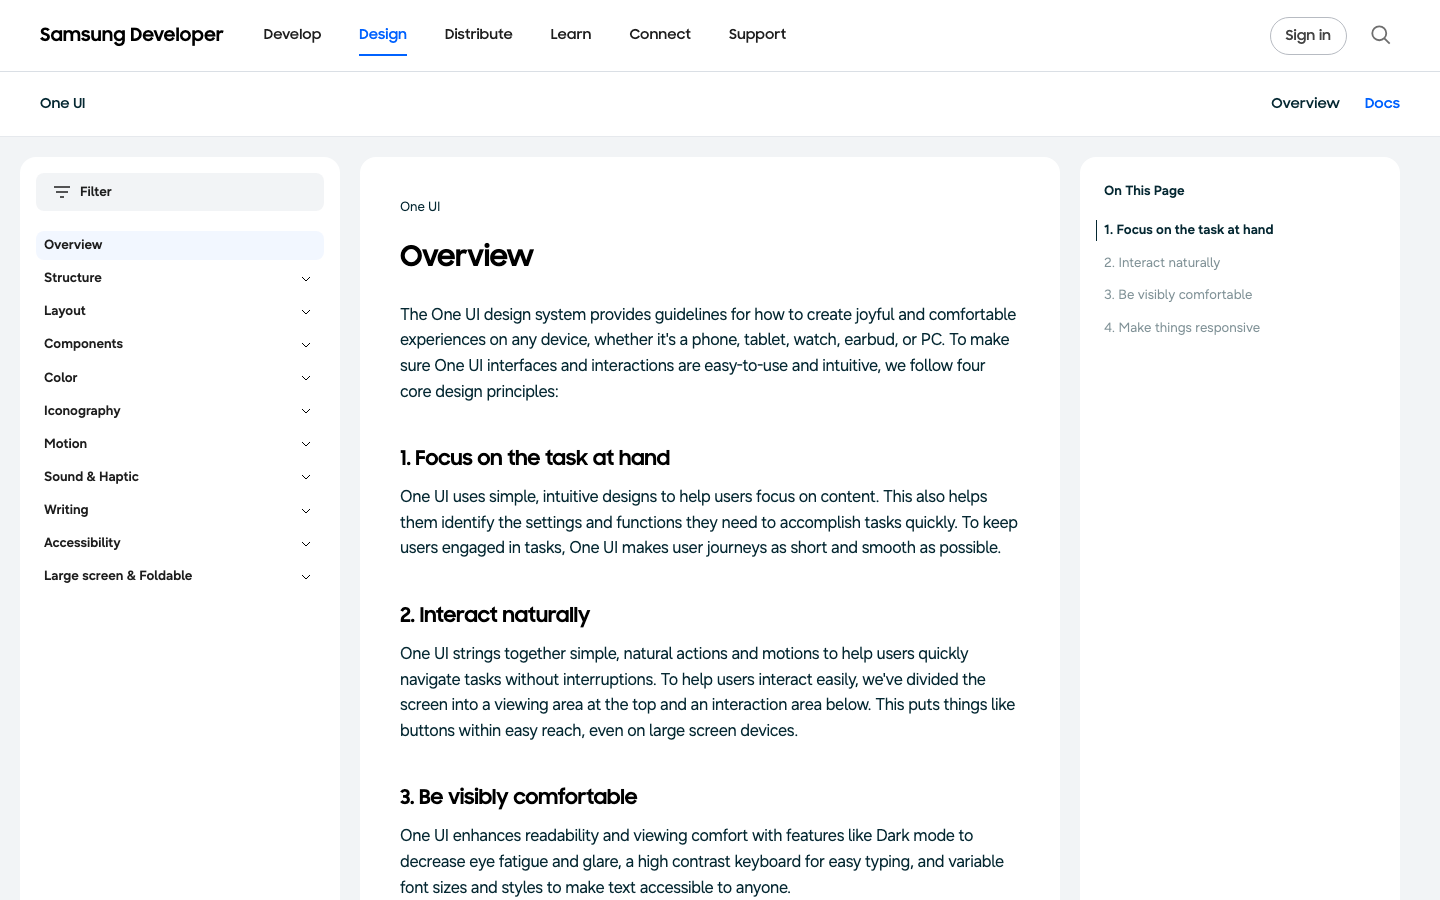 Samsung Developer Develop Design Distribute Learn Connect Support Sign in
One UI Overview Docs
Filter
Overview
Structure
Layout
Components
Color
Iconography
Motion
Sound & Haptic
Writing
Accessibility
Large screen & Foldable
One UI
Overview
The One UI design system provides guidelines for how to create joyful and comfortable
experiences on any device, whether it's a phone, tablet, watch, earbud, or PC. To make
sure One UI interfaces and interactions are easy-to-use and intuitive, we follow four
core design principles:
1. Focus on the task at hand
One UI uses simple, intuitive designs to help users focus on content. This also helps
them identify the settings and functions they need to accomplish tasks quickly. To keep
users engaged in tasks, One UI makes user journeys as short and smooth as possible.
2. Interact naturally
One UI strings together simple, natural actions and motions to help users quickly
navigate tasks without interruptions. To help users interact easily, we've divided the
screen into a viewing area at the top and an interaction area below. This puts things like
buttons within easy reach, even on large screen devices.
3. Be visibly comfortable
One UI enhances readability and viewing comfort with features like Dark mode to
decrease eye fatigue and glare, a high contrast keyboard for easy typing, and variable
font sizes and styles to make text accessible to anyone.
On This Page
1. Focus on the task at hand
2. Interact naturally
3. Be visibly comfortable
4. Make things responsive